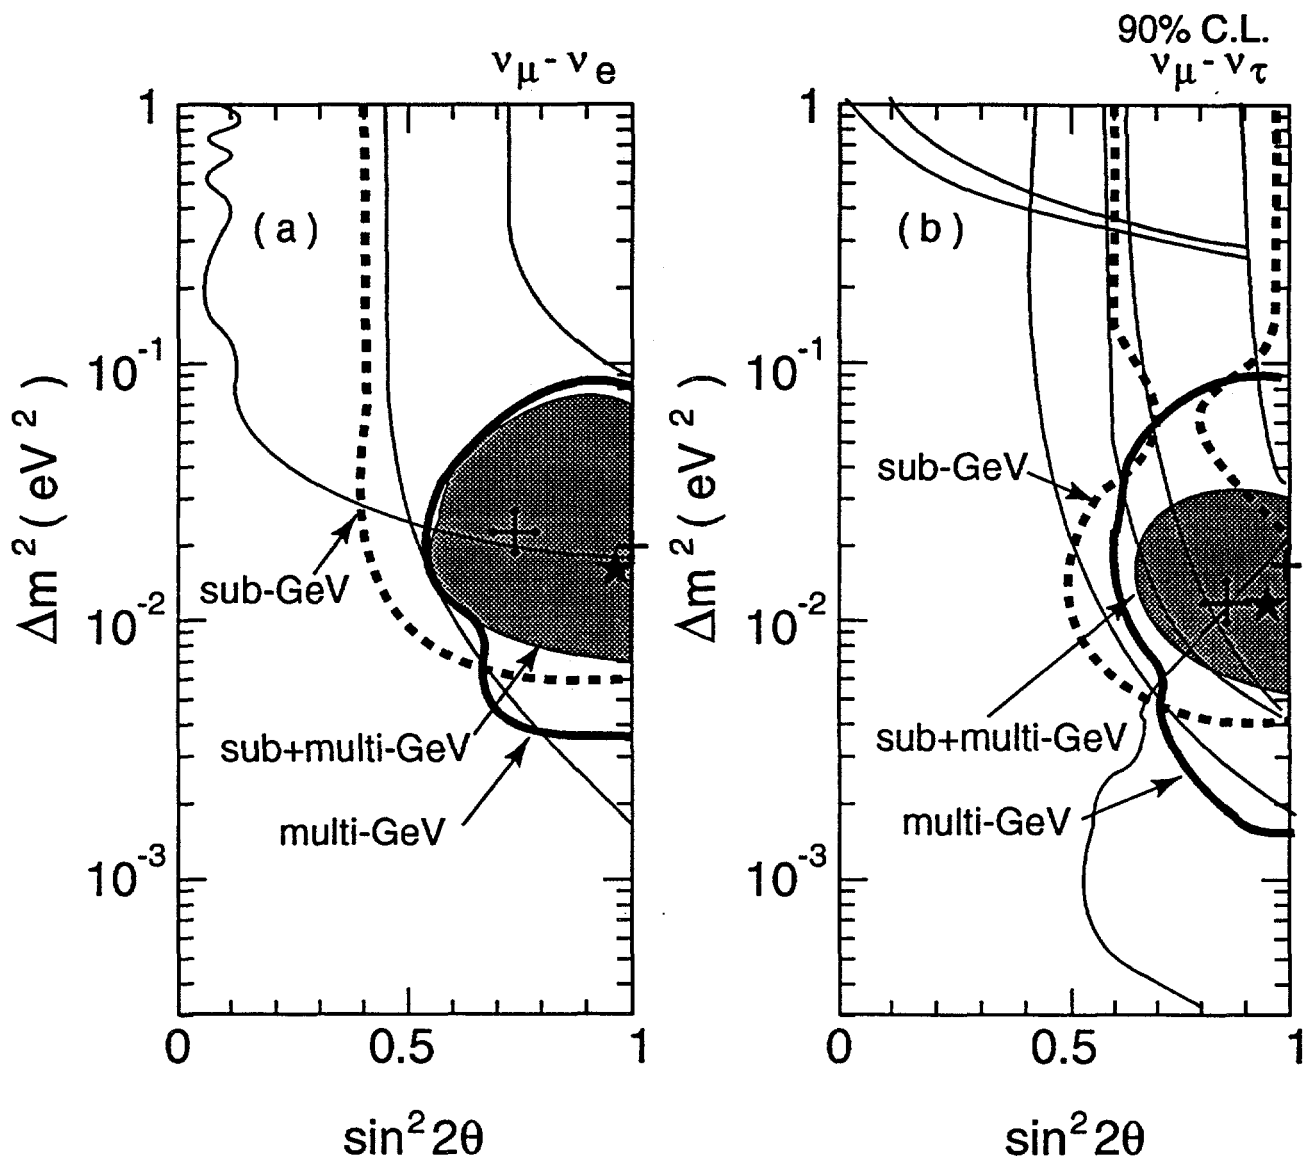 90% C.L.
νμ - νe
νμ - ντ
(a)
(b)
1
10⁻¹
10⁻²
10⁻³
1
10⁻¹
10⁻²
10⁻³
Δm² (eV²)
Δm² (eV²)
sub-GeV
sub+multi-GeV
multi-GeV
sub-GeV
sub+multi-GeV
multi-GeV
0 0.5 1
0 0.5 1
sin²2θ
sin²2θ